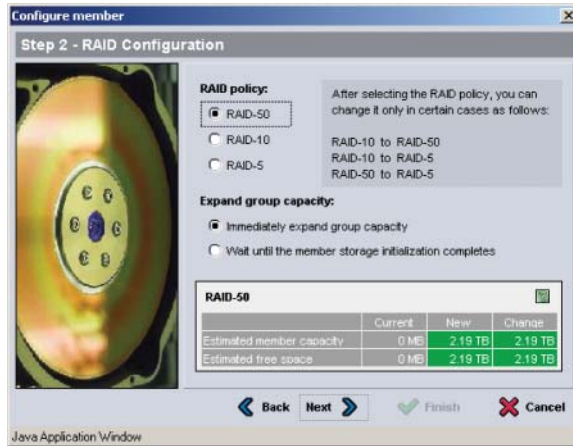 Configure member
Step 2 - RAID Configuration
RAID policy:
RAID-50
RAID-10
RAID-5
After selecting the RAID policy, you can
change it only in certain cases as follows:
RAID-10 to RAID-50
RAID-10 to RAID-5
RAID-50 to RAID-5
Expand group capacity:
Immediately expand group capacity
Wait until the member storage initialization completes
RAID-50
Current New Change
Estimated member capacity 0 MB 2.19 TB 2.19 TB
Estimated free space 0 MB 2.19 TB 2.19 TB
Back Next Finish Cancel
Java Application Window